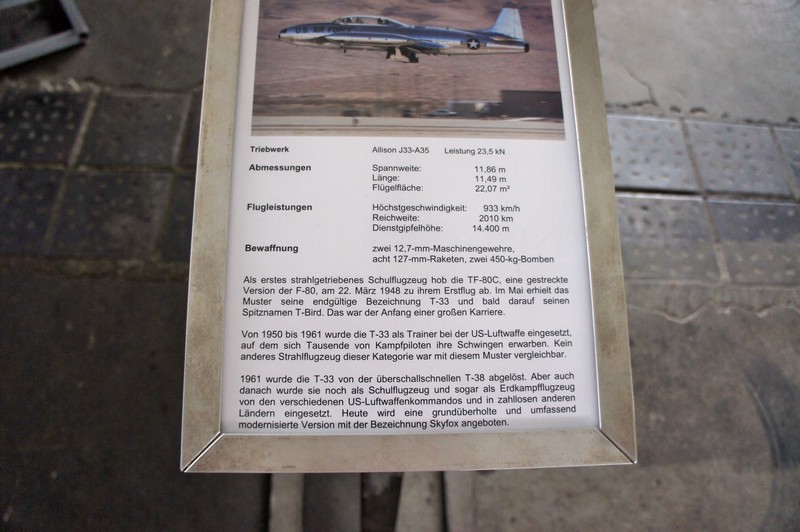 U.S. AIR FORCE
Triebwerk Allison J33-A35 Leistung 23,5 kN
Abmessungen Spannweite: 11,86 m
Länge: 11,49 m
Flügelfläche: 22,07 m²
Flugleistungen Höchstgeschwindigkeit: 933 km/h
Reichweite: 2010 km
Dienstgipfelhöhe: 14.400 m
Bewaffnung zwei 12,7-mm-Maschinengewehre,
acht 127-mm-Raketen, zwei 450-kg-Bomben
Als erstes strahlgetriebenes Schulflugzeug hob die TF-80C, eine gestreckte
Version der F-80, am 22. März 1948 zu ihrem Erstflug ab. Im Mai erhielt das
Muster seine endgültige Bezeichnung T-33 und bald darauf seinen
Spitznamen T-Bird. Das war der Anfang einer großen Karriere.
Von 1950 bis 1961 wurde die T-33 als Trainer bei der US-Luftwaffe eingesetzt,
auf dem sich Tausende von Kampfpiloten ihre Schwingen erwarben. Kein
anderes Strahlflugzeug dieser Kategorie war mit diesem Muster vergleichbar.
1961 wurde die T-33 von der überschallschnellen T-38 abgelöst. Aber auch
danach wurde sie noch als Schulflugzeug und sogar als Erdkampfflugzeug
von den verschiedenen US-Luftwaffenkommandos und in zahllosen anderen
Ländern eingesetzt. Heute wird eine grundüberholte und umfassend
modernisierte Version mit der Bezeichnung Skyfox angeboten.